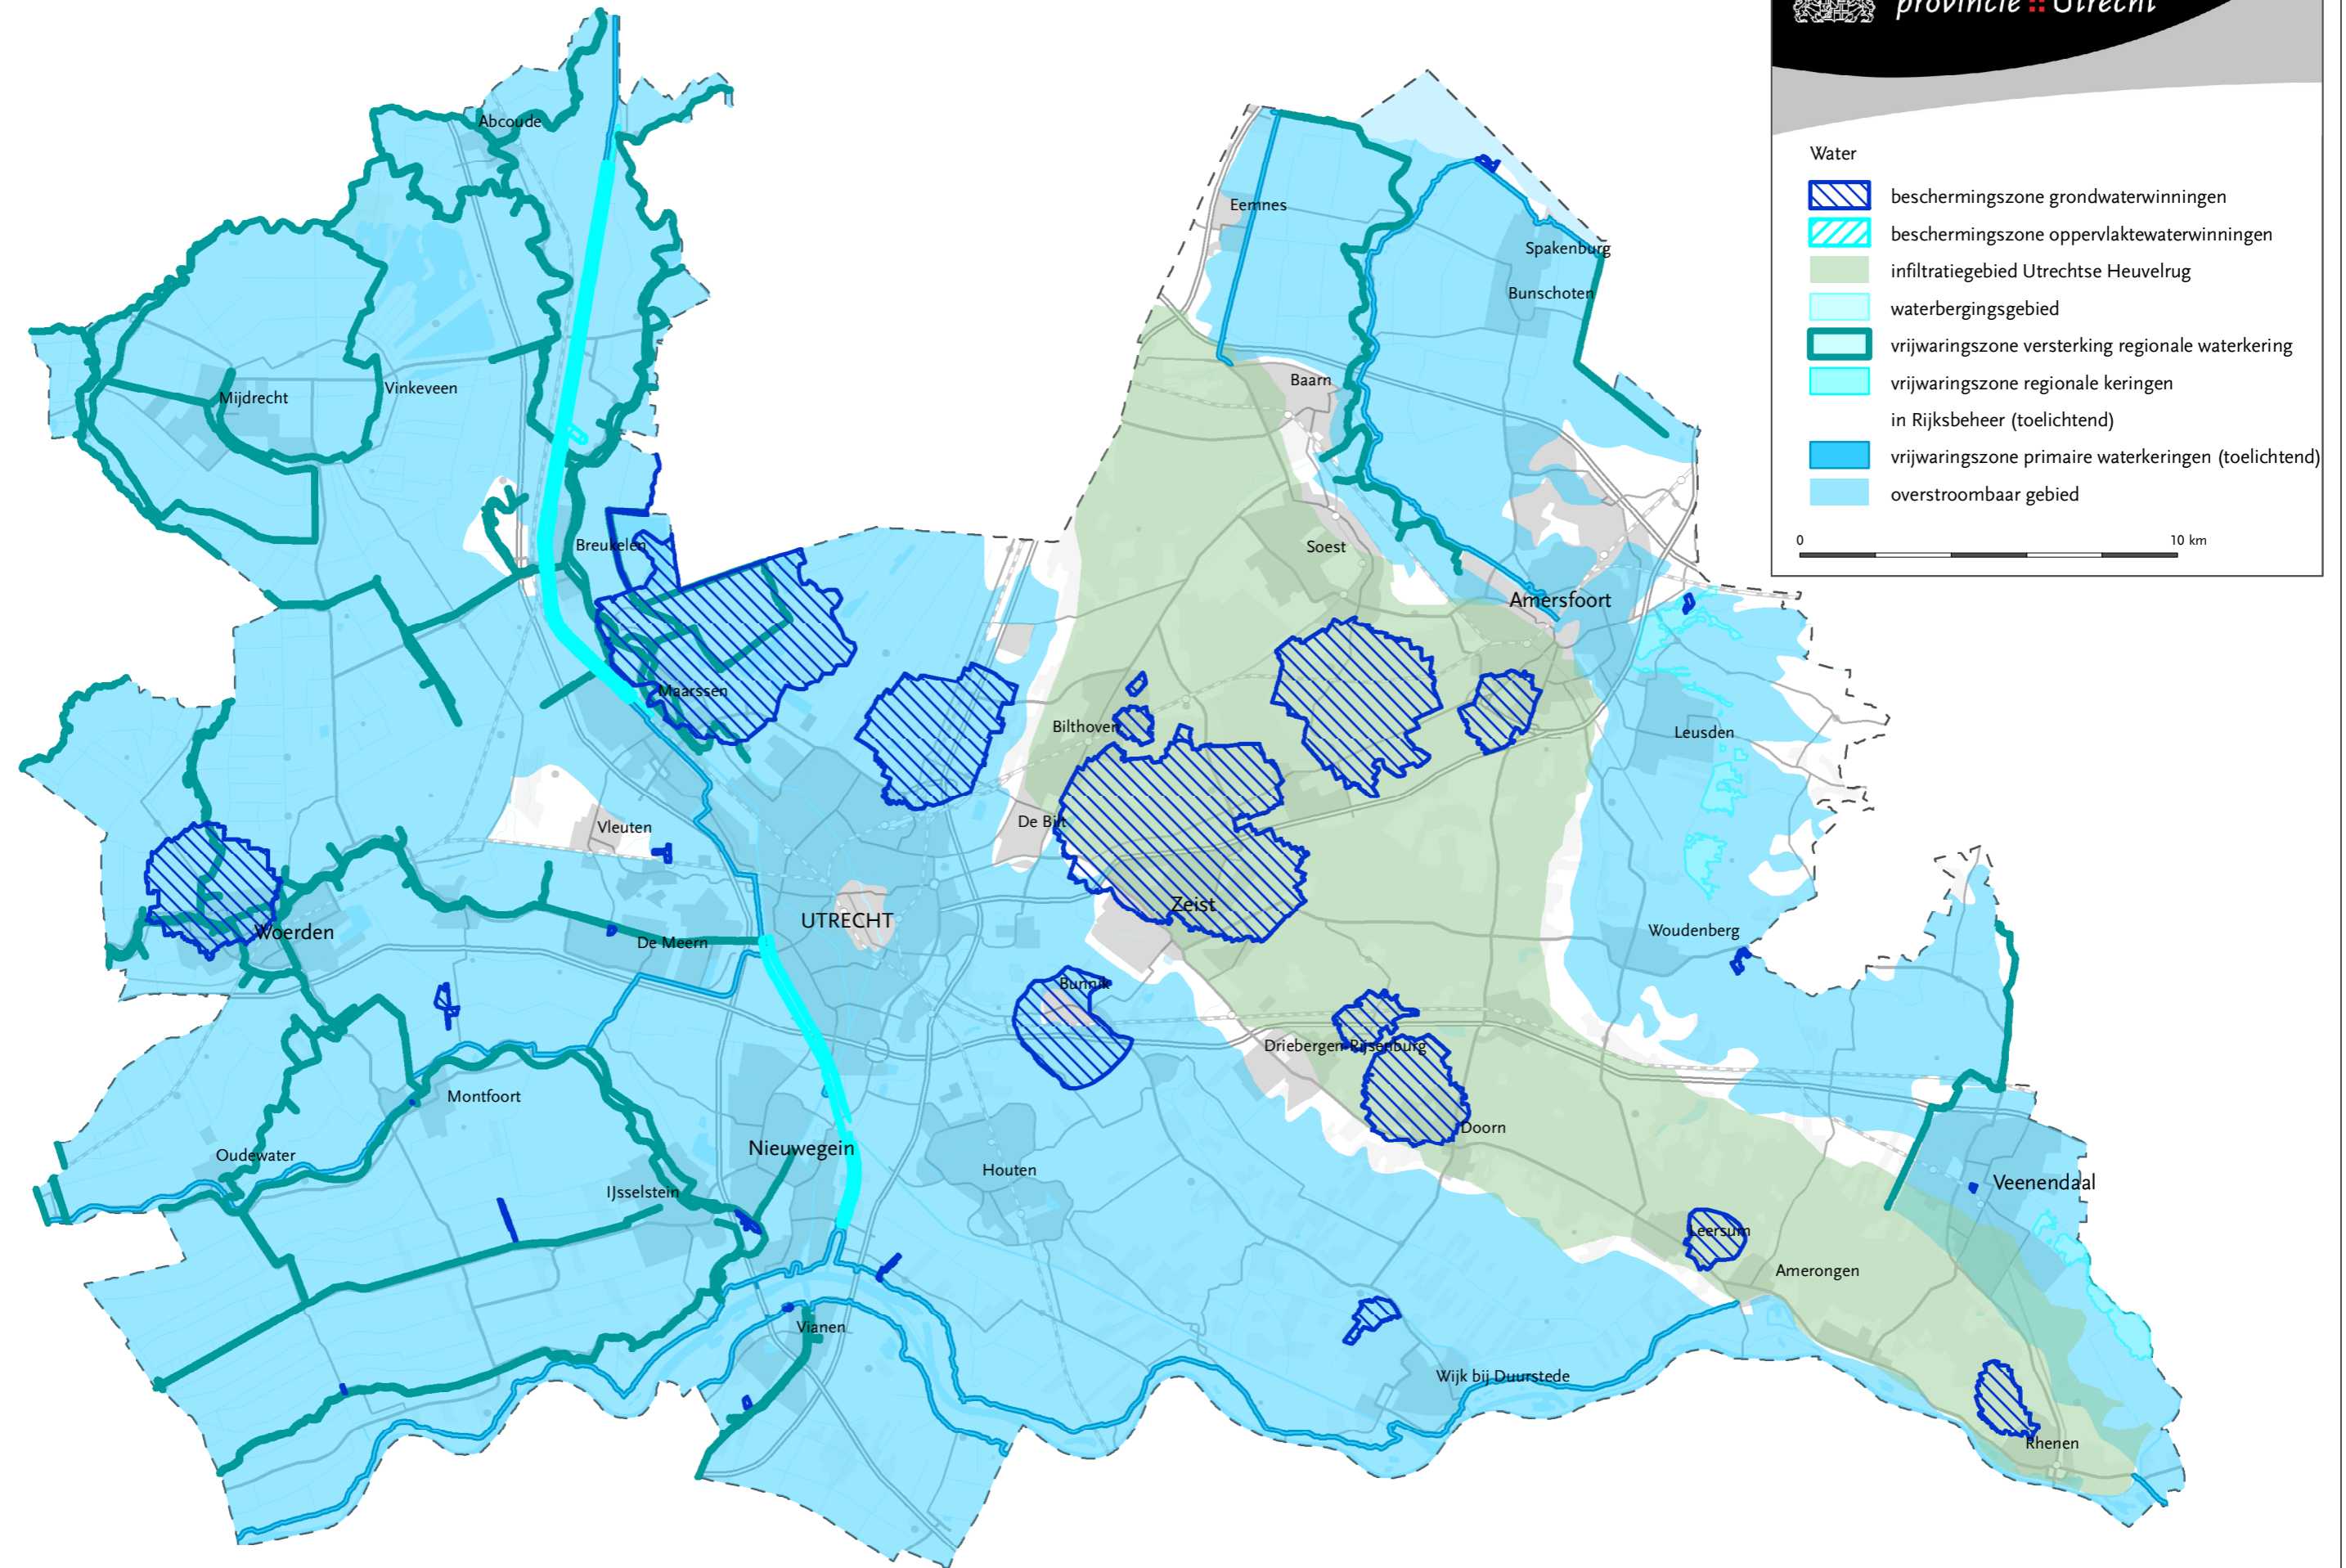 provincie :: Utrecht
Water
beschermingszone grondwaterwinningen
beschermingszone oppervlaktewaterwinningen
infiltratiegebied Utrechtse Heuvelrug
waterbergingsgebied
vrijwaringszone versterking regionale waterkering
vrijwaringszone regionale keringen
in Rijksbeheer (toelichtend)
vrijwaringszone primaire waterkeringen (toelichtend)
overstroombaar gebied
0 10 km
Abcoude
Eemnes
Spakenburg
Bunschoten
Baarn
Vinkeveen
Mijdrecht
Breukelen
Soest
Amersfoort
Maarssen
Bilthoven
Leusden
De Bilt
Vleuten
Zeist
UTRECHT
Woerden
Woudenberg
De Meern
Bunnik
Driebergen-Rijsenburg
Montfoort
Doorn
Nieuwegein
Oudewater
Houten
Veenendaal
IJsselstein
Leersum
Amerongen
Vianen
Wijk bij Duurstede
Rhenen